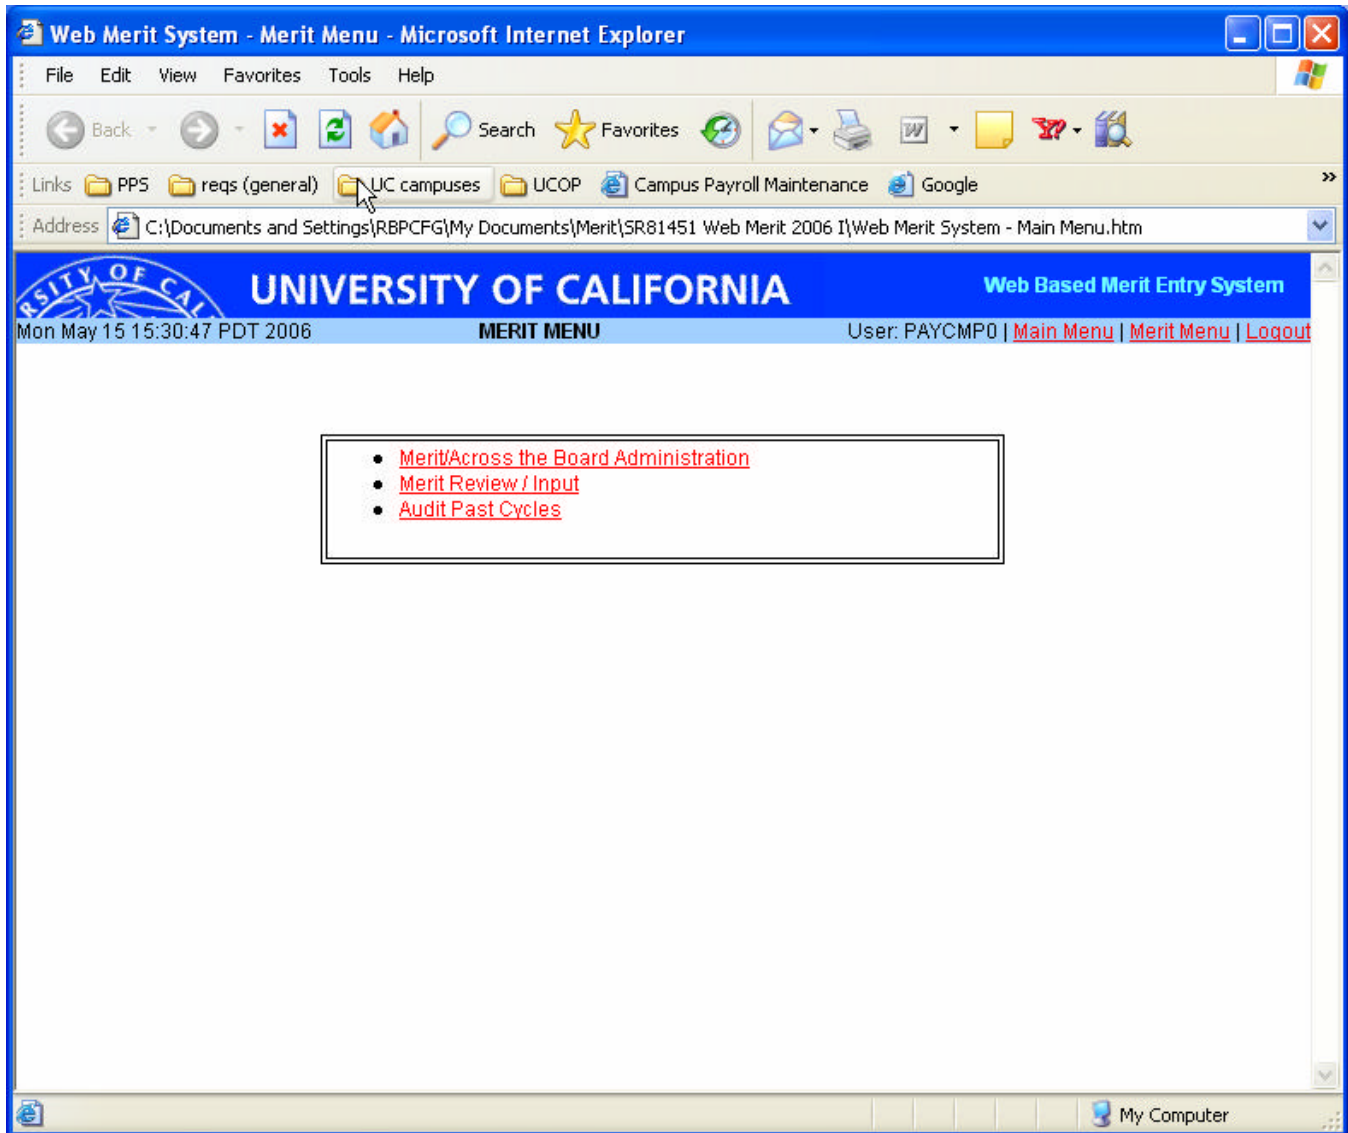 Web Merit System - Merit Menu - Microsoft Internet Explorer
File Edit View Favorites Tools Help
Back Search Favorites
Links PPS reqs (general) UC campuses UCOP Campus Payroll Maintenance Google »
Address C:\Documents and Settings\RBPCFG\My Documents\Merit\SR81451 Web Merit 2006 I\Web Merit System - Main Menu.htm
RSITY OF CAL UNIVERSITY OF CALIFORNIA Web Based Merit Entry System
Mon May 15 15:30:47 PDT 2006 MERIT MENU User: PAYCMP0 | Main Menu | Merit Menu | Logout
• Merit/Across the Board Administration
• Merit Review / Input
• Audit Past Cycles
My Computer